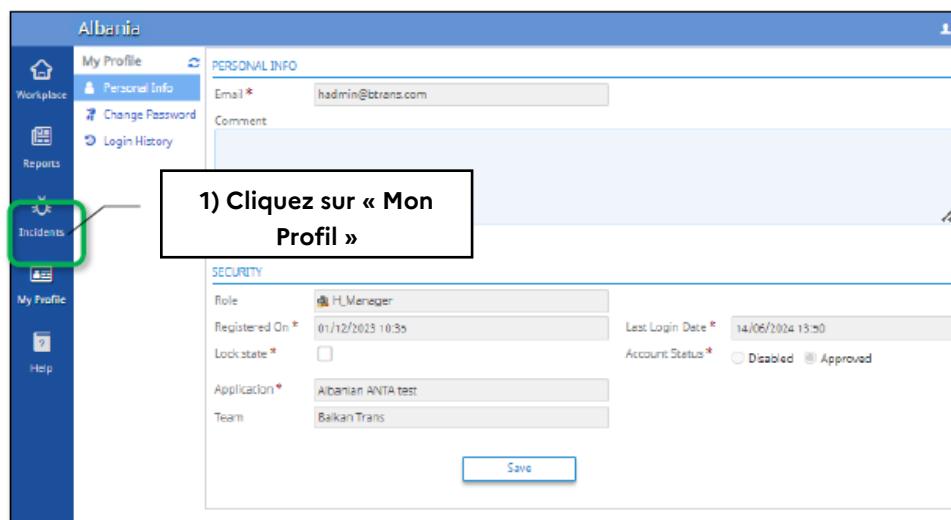 Albania
Workplace
Reports
Incidents
My Profile
Help
My Profile
Personal Info
Change Password
Login History
PERSONAL INFO
Email *
hadmin@btrans.com
Comment
1) Cliquez sur « Mon
Profil »
SECURITY
Role
H_Manager
Registered On *
01/12/2023 10:35
Last Login Date *
14/06/2024 13:50
Lock state *
Account Status *
Disabled
Approved
Application *
Albanian ANTA test
Team
Balkan Trans
Save